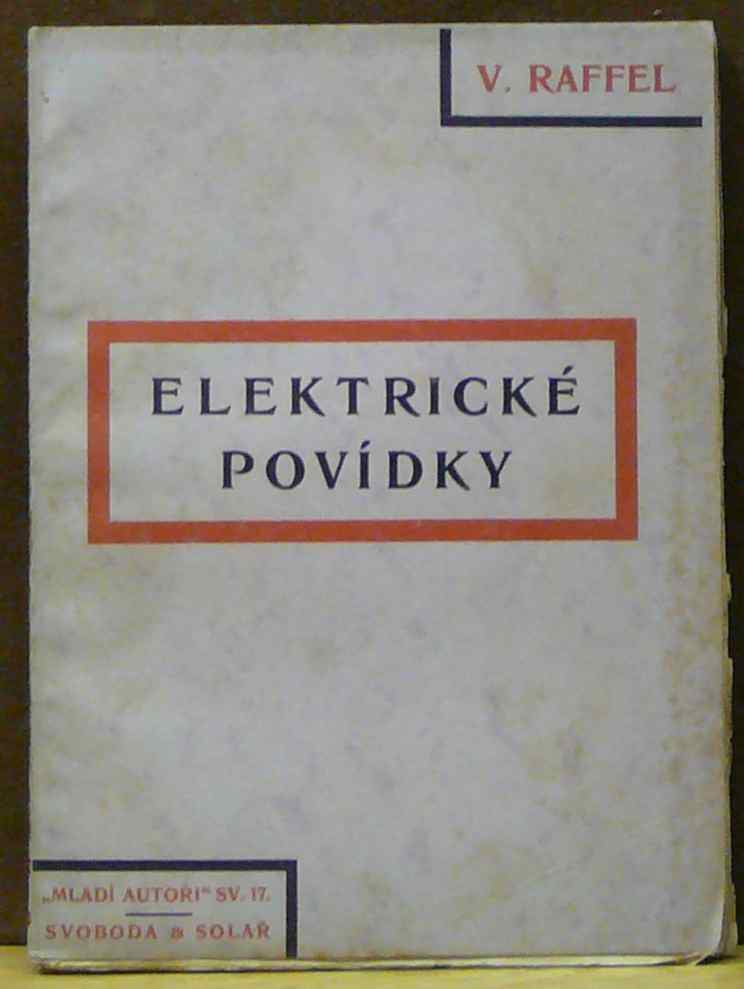 V. RAFFEL
ELEKTRICKÉ
POVÍDKY
„MLADÍ AUTOŘI“ SV. 17.
SVOBODA & SOLAŘ